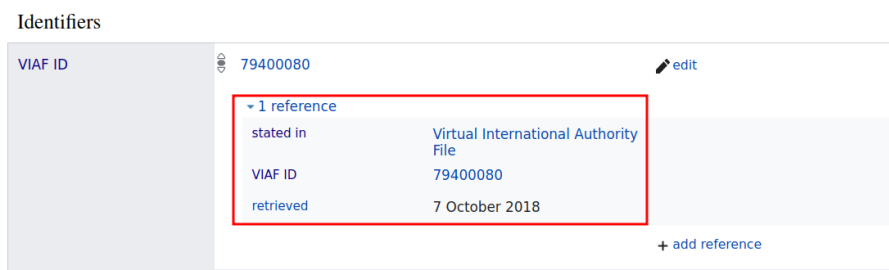 Identifiers
VIAF ID 79400080 edit
1 reference
stated in Virtual International Authority
File
VIAF ID 79400080
retrieved 7 October 2018
+ add reference